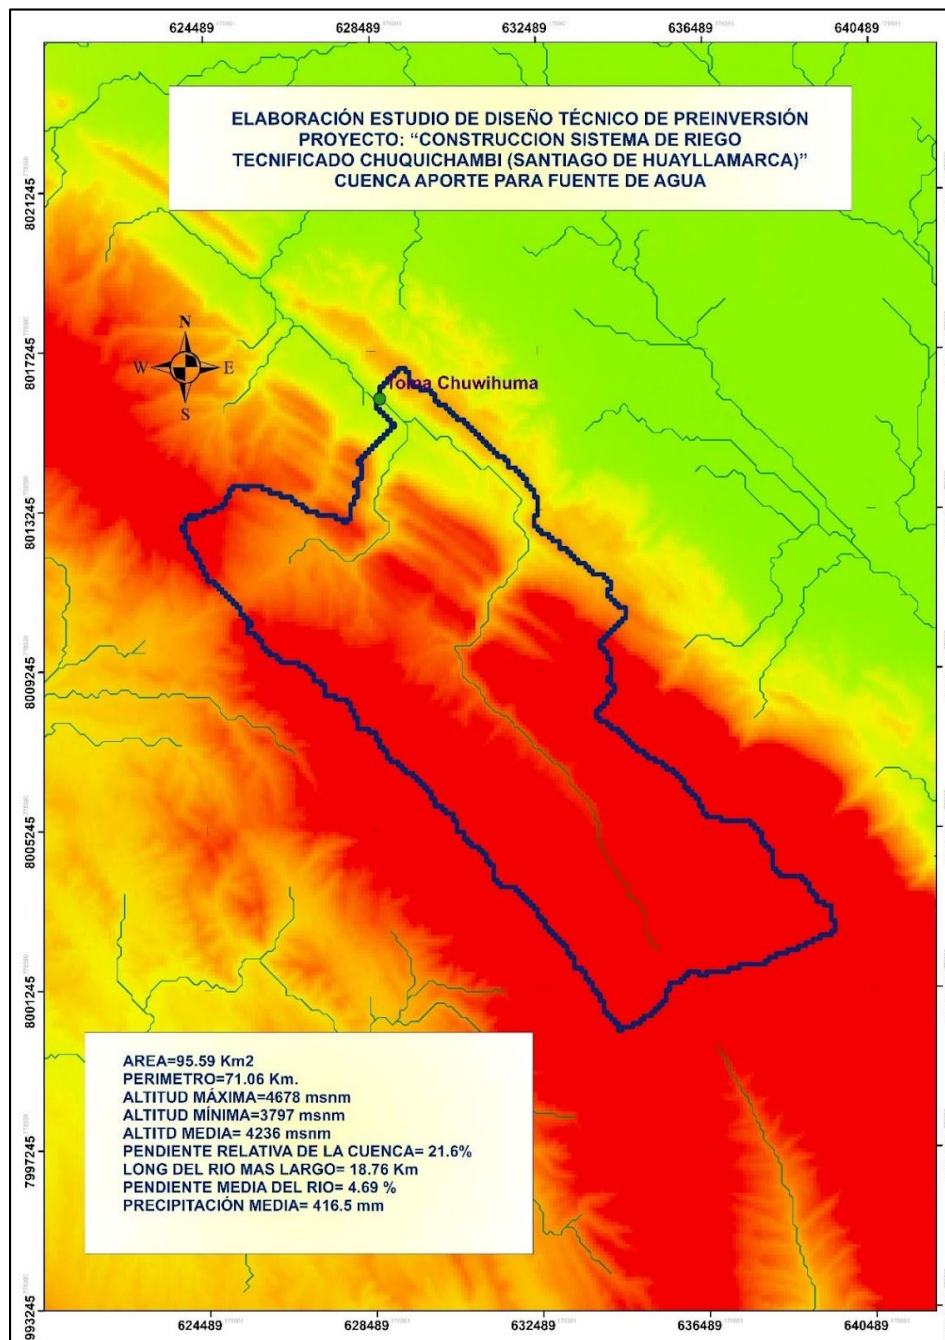 624489 628489 632489 636489 640489
ELABORACIÓN ESTUDIO DE DISEÑO TÉCNICO DE PREINVERSIÓN
PROYECTO: “CONSTRUCCION SISTEMA DE RIEGO
TECNIFICADO CHUQUICHAMBI (SANTIAGO DE HUAYLLAMARCA)”
CUENCA APORTE PARA FUENTE DE AGUA
8021245
8017245
N
W E
S
Toma Chuwihuma
8013245
8009245
8005245
8001245
AREA=95.59 Km2
PERIMETRO=71.06 Km.
ALTITUD MÁXIMA=4678 msnm
ALTITUD MÍNIMA=3797 msnm
ALTITD MEDIA= 4236 msnm
PENDIENTE RELATIVA DE LA CUENCA= 21.6%
LONG DEL RIO MAS LARGO= 18.76 Km
PENDIENTE MEDIA DEL RIO= 4.69 %
PRECIPITACIÓN MEDIA= 416.5 mm
7997245
993245
624489 628489 632489 636489 640489